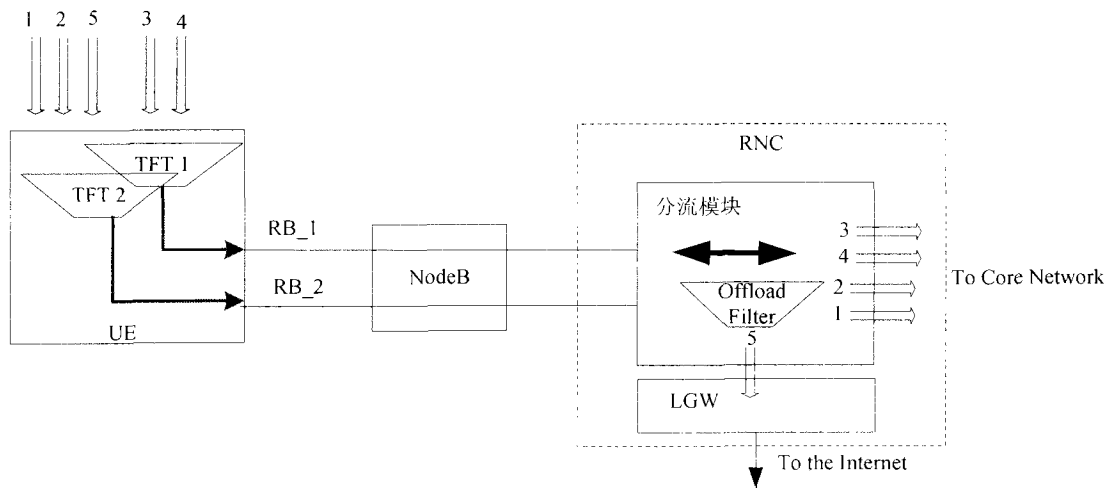 1 2 5 3 4
TFT 1
TFT 2
UE
RB_1
RB_2
NodeB
RNC
分流模块
3
4
2
1
Offload
Filter
5
LGW
To Core Network
To the Internet